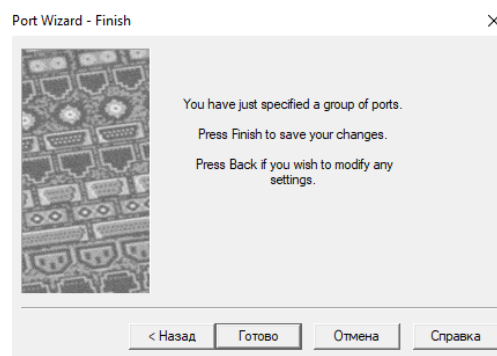 Port Wizard - Finish
You have just specified a group of ports.
Press Finish to save your changes.
Press Back if you wish to modify any
settings.
< Назад
Готово
Отмена
Справка